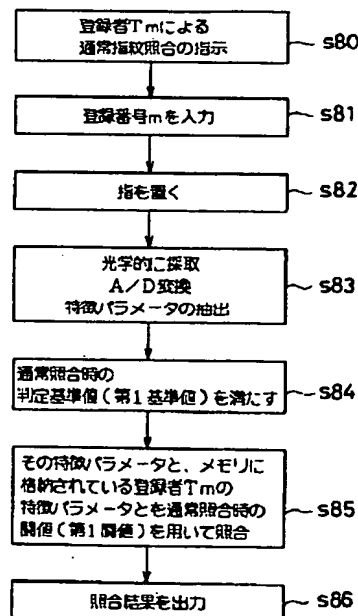 登録者Tmによる
通常指紋照合の指示
s80
登録番号mを入力
s81
指を置く
s82
光学的に採取
A/D変換
特徴パラメータの抽出
s83
通常照合時の
判定基準値(第1基準値)を満たす
s84
その特徴パラメータと、メモリに
格納されている登録者Tmの
特徴パラメータとを通常照合時の
閾値(第1閾値)を用いて照合
s85
照合結果を出力
s86